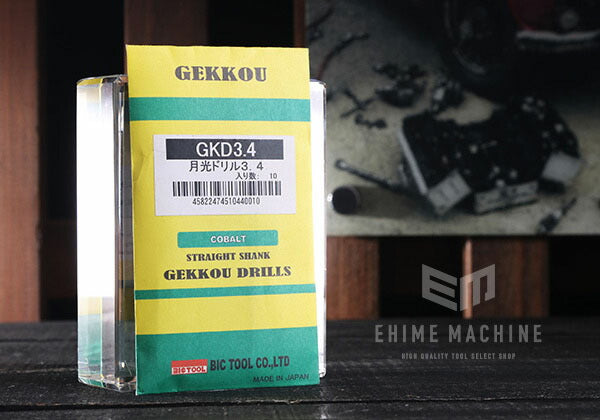 GEKKOU
GKD3.4
月光ドリル3.4
入り数: 10
45822474510440010
COBALT
STRAIGHT SHANK
GEKKOU DRILLS
BICTOOL BIC TOOL CO.,LTD
MADE IN JAPAN
EHIME MACHINE
HIGH QUALITY TOOL SELECT SHOP